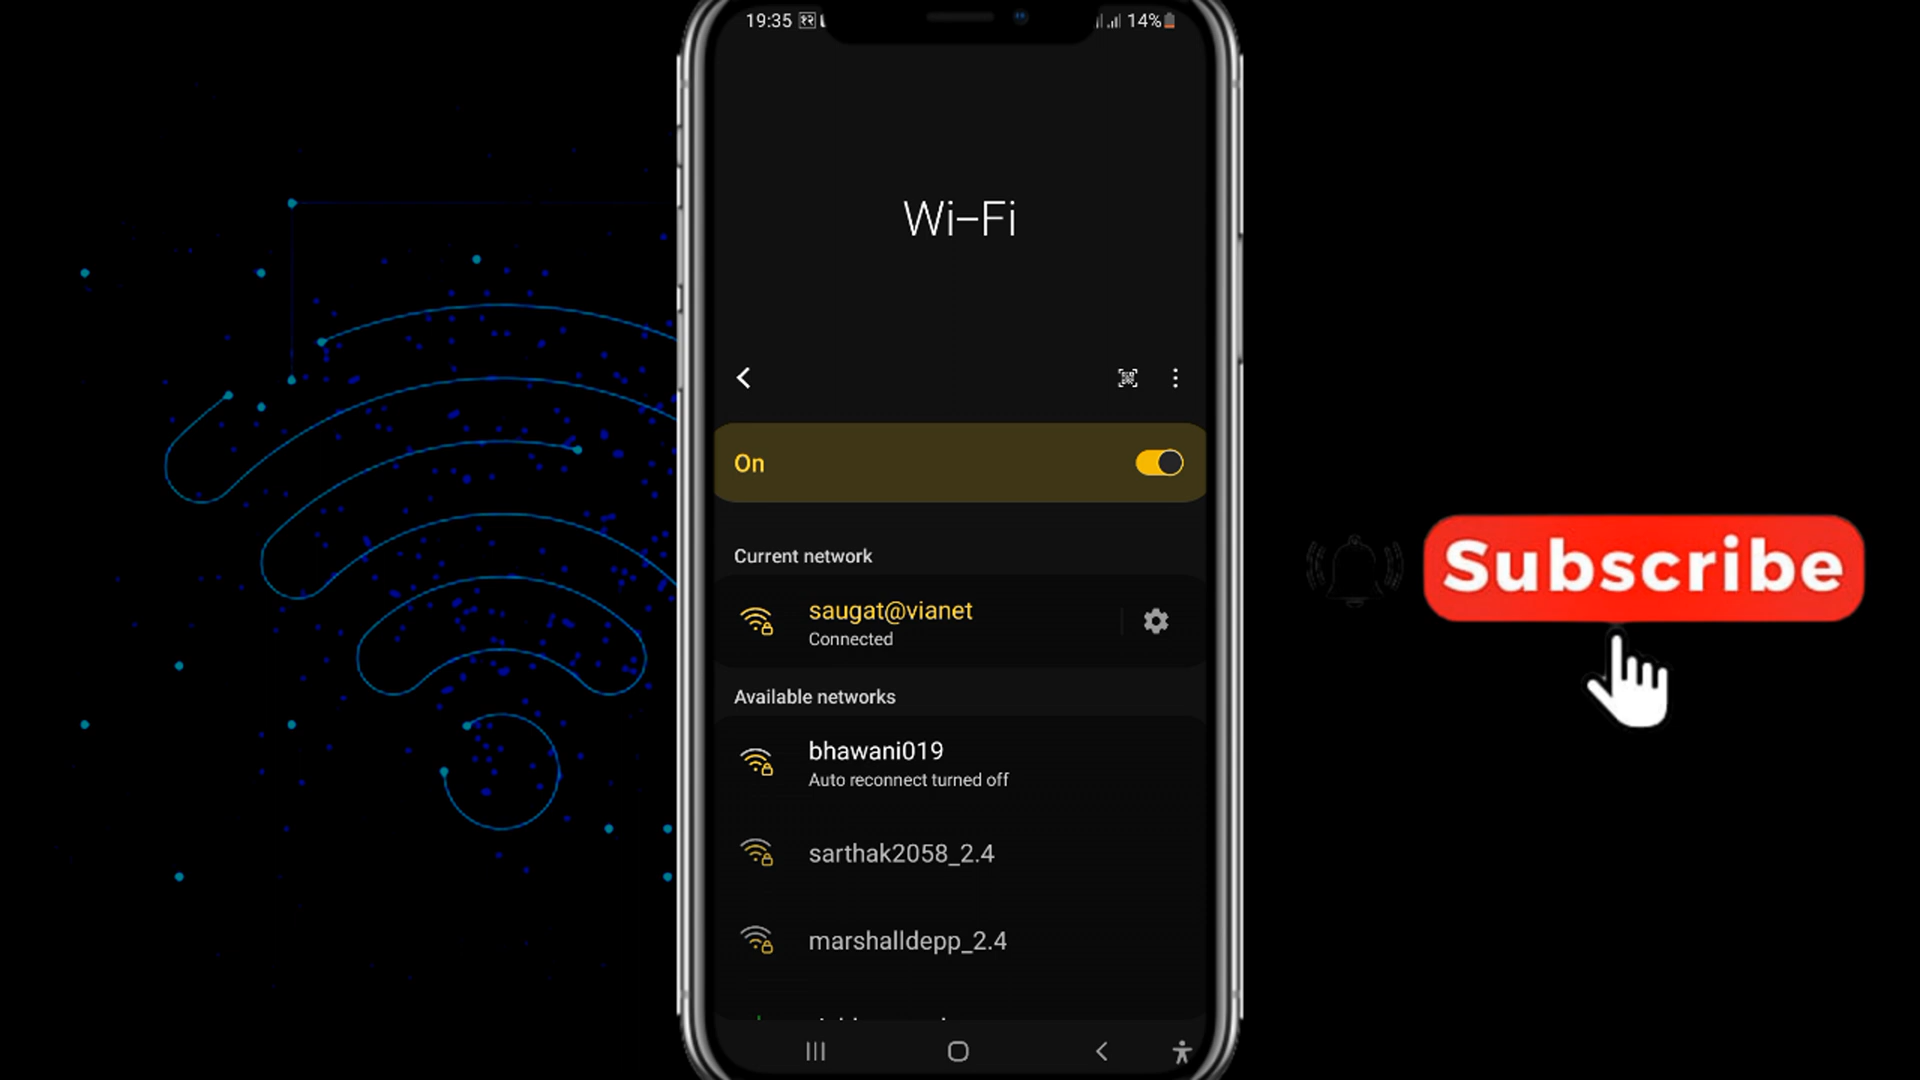 19:35 १२
14%
Wi-Fi
On
Current network
saugat@vianet
Connected
Available networks
bhawani019
Auto reconnect turned off
sarthak2058_2.4
marshalldepp_2.4
Subscribe